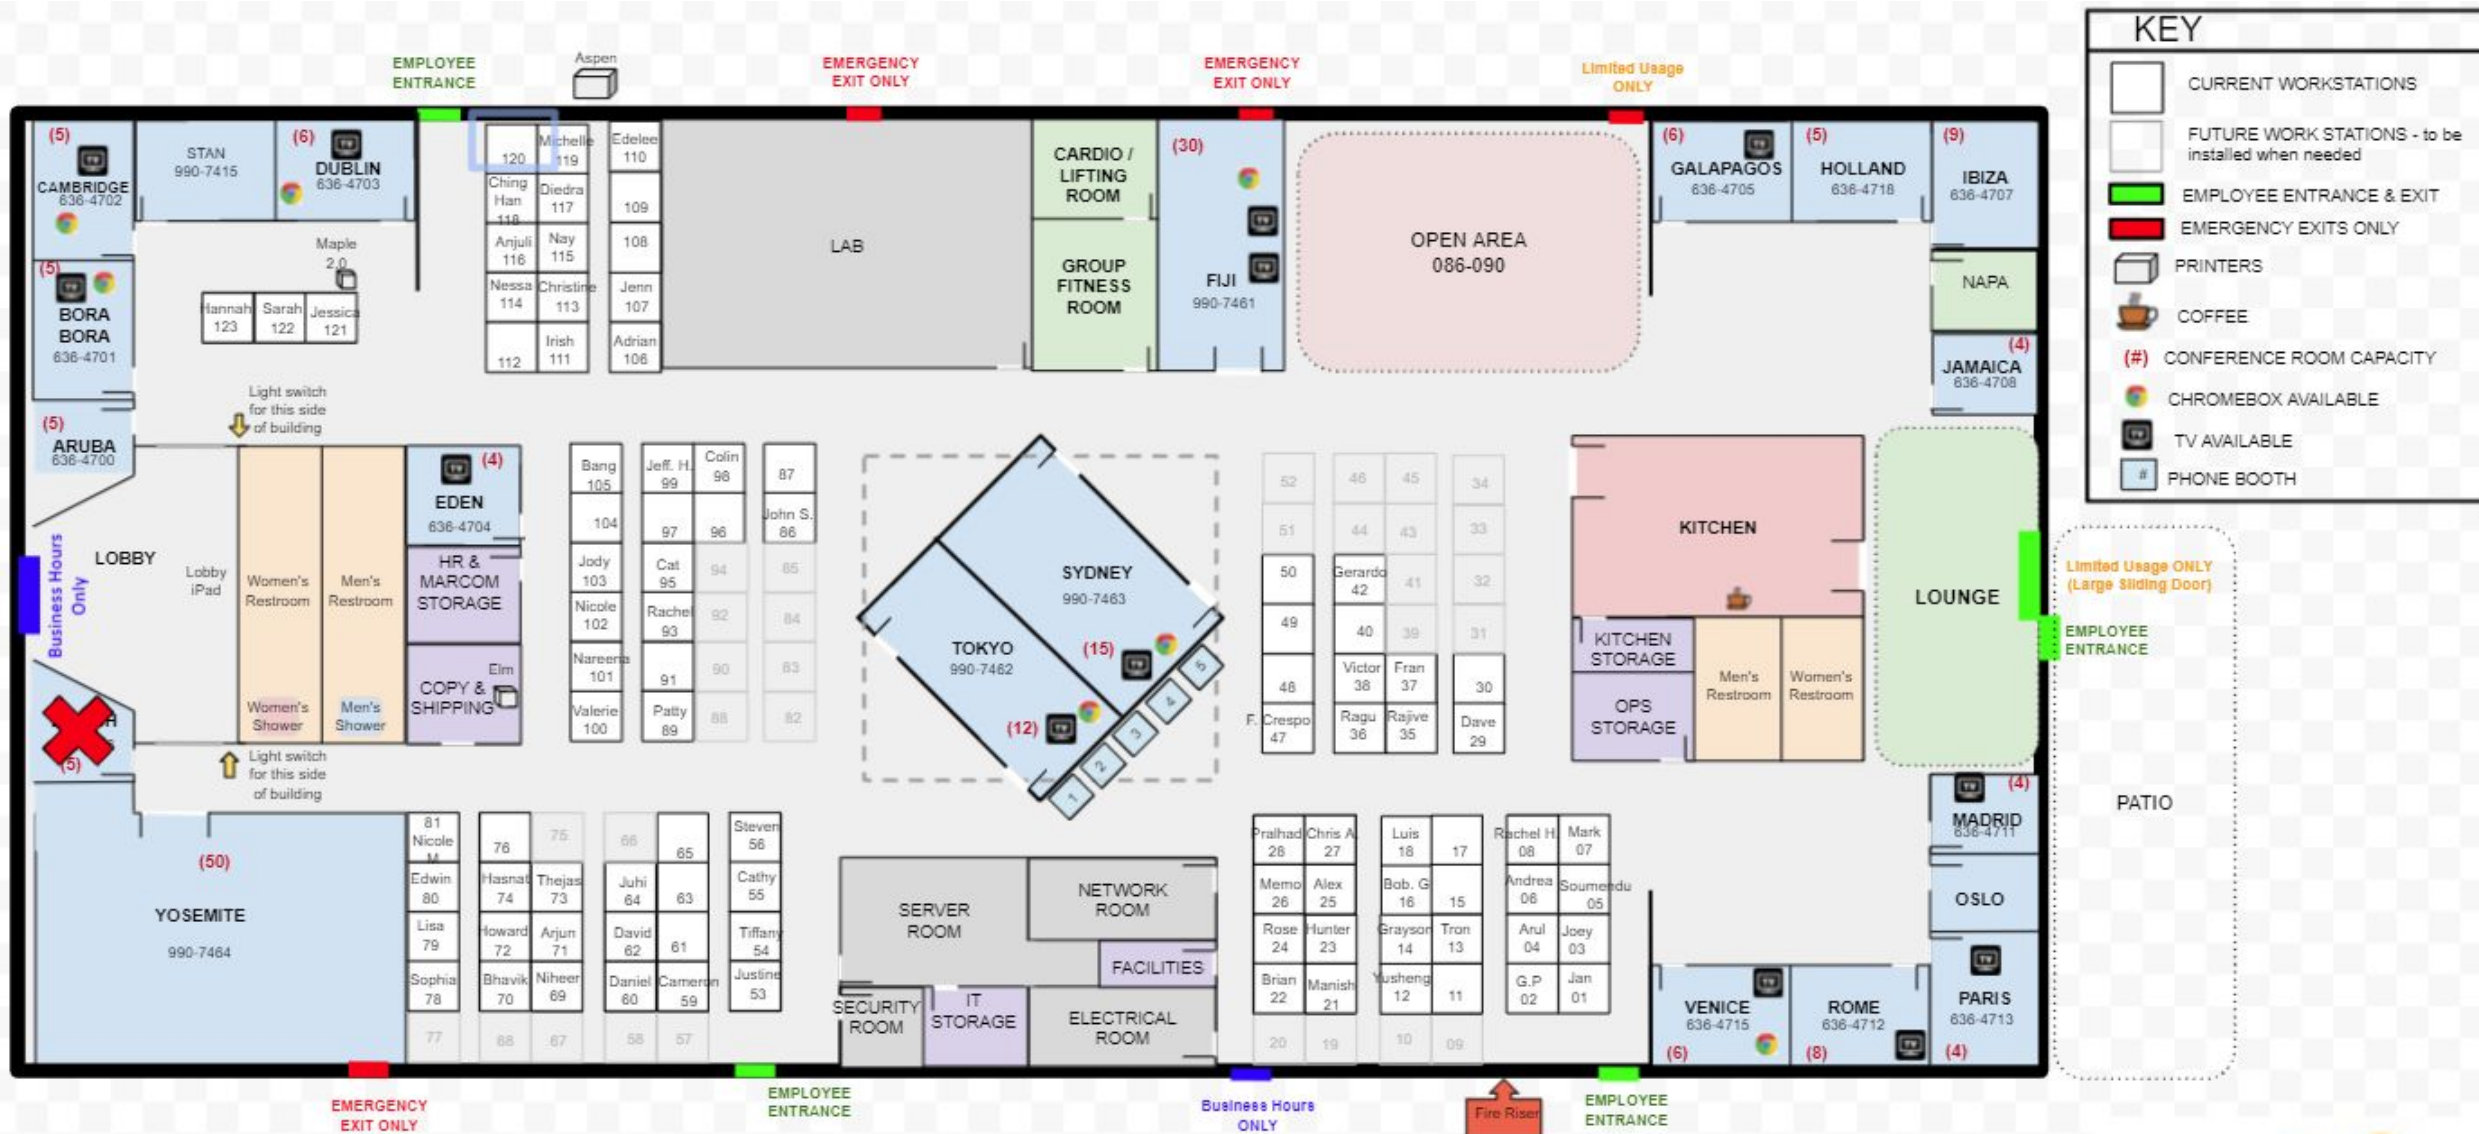 KEY
CURRENT WORKSTATIONS
FUTURE WORK STATIONS - to be
installed when needed
EMPLOYEE ENTRANCE & EXIT
EMERGENCY EXITS ONLY
PRINTERS
COFFEE
(#) CONFERENCE ROOM CAPACITY
CHROMEBOX AVAILABLE
TV AVAILABLE
# PHONE BOOTH
EMPLOYEE
ENTRANCE
Aspen
EMERGENCY
EXIT ONLY
EMERGENCY
EXIT ONLY
Limited Usage
ONLY
(5)
CAMBRIDGE
636-4702
STAN
990-7415
(6)
DUBLIN
636-4703
(5)
BORA
BORA
636-4701
Maple
2.0
Hannah
123
Sarah
122
Jessica
121
120
Michelle
119
Ching
Han
118
Diedra
117
Anjuli
116
Nay
115
Nessa
114
Christine
113
112
Irish
111
Edelee
110
109
108
Jenn
107
Adrian
106
LAB
CARDIO /
LIFTING
ROOM
GROUP
FITNESS
ROOM
(30)
FIJI
990-7461
OPEN AREA
086-090
(6)
GALAPAGOS
636-4705
(5)
HOLLAND
636-4718
(9)
IBIZA
636-4707
NAPA
(4)
JAMAICA
636-4708
Light switch
for this side
of building
(5)
ARUBA
636-4700
LOBBY
Lobby
iPad
Business Hours
Only
Women's
Restroom
Men's
Restroom
Women's
Shower
Men's
Shower
(4)
EDEN
636-4704
HR &
MARCOM
STORAGE
Elm
COPY &
SHIPPING
Light switch
for this side
of building
(5)
Bang
105
104
Jody
103
Nicole
102
Nareena
101
Valerie
100
Jeff. H.
99
Colin
98
97
96
Cat
95
94
Rachel
93
92
91
90
Patty
89
88
87
John S.
86
85
84
83
82
SYDNEY
990-7463
(15)
TOKYO
990-7462
(12)
1
2
3
4
5
52
51
50
49
48
F. Crespo
47
46
45
44
43
Gerardo
42
41
40
39
Victor
38
Fran
37
Ragu
36
Rajive
35
34
33
32
31
30
Dave
29
KITCHEN
KITCHEN
STORAGE
OPS
STORAGE
Men's
Restroom
Women's
Restroom
LOUNGE
Limited Usage ONLY
(Large Sliding Door)
EMPLOYEE
ENTRANCE
PATIO
(50)
YOSEMITE
990-7464
81
Nicole
M
Edwin
80
Lisa
79
Sophia
78
77
76
75
Hasnat
74
Thejas
73
Howard
72
Arjun
71
Bhavik
70
Niheer
69
68
67
66
65
Juhi
64
63
David
62
61
Daniel
60
Cameron
59
58
57
Steven
56
Cathy
55
Tiffany
54
Justine
53
SERVER
ROOM
NETWORK
ROOM
FACILITIES
SECURITY
ROOM
IT
STORAGE
ELECTRICAL
ROOM
Pralhad
28
Chris A
27
Memo
26
Alex
25
Rose
24
Hunter
23
Brian
22
Manish
21
20
19
Luis
18
17
Bob. G
16
15
Grayson
14
Tron
13
Yusheng
12
11
10
09
Rachel H.
08
Mark
07
Andrea
06
Soumendu
05
Arul
04
Joey
03
G.P
02
Jan
01
(4)
MADRID
636-4711
OSLO
PARIS
636-4713
(4)
VENICE
636-4715
(6)
ROME
636-4712
(8)
EMERGENCY
EXIT ONLY
EMPLOYEE
ENTRANCE
Business Hours
ONLY
Fire Riser
EMPLOYEE
ENTRANCE